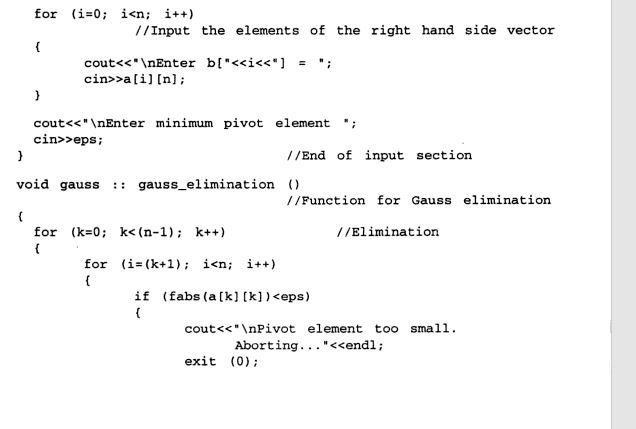 for (i=0; i<n; i++)
//Input the elements of the right hand side vector
{
cout<<"\nEnter b["<<i<<"] = ";
cin>>a[i][n];
}
cout<<"\nEnter minimum pivot element ";
cin>>eps;
} //End of input section
void gauss :: gauss_elimination ()
//Function for Gauss elimination
{
for (k=0; k<(n-1); k++) //Elimination
{
for (i=(k+1); i<n; i++)
{
if (fabs(a[k][k])<eps)
{
cout<<"\nPivot element too small.
Aborting..."<<endl;
exit (0);